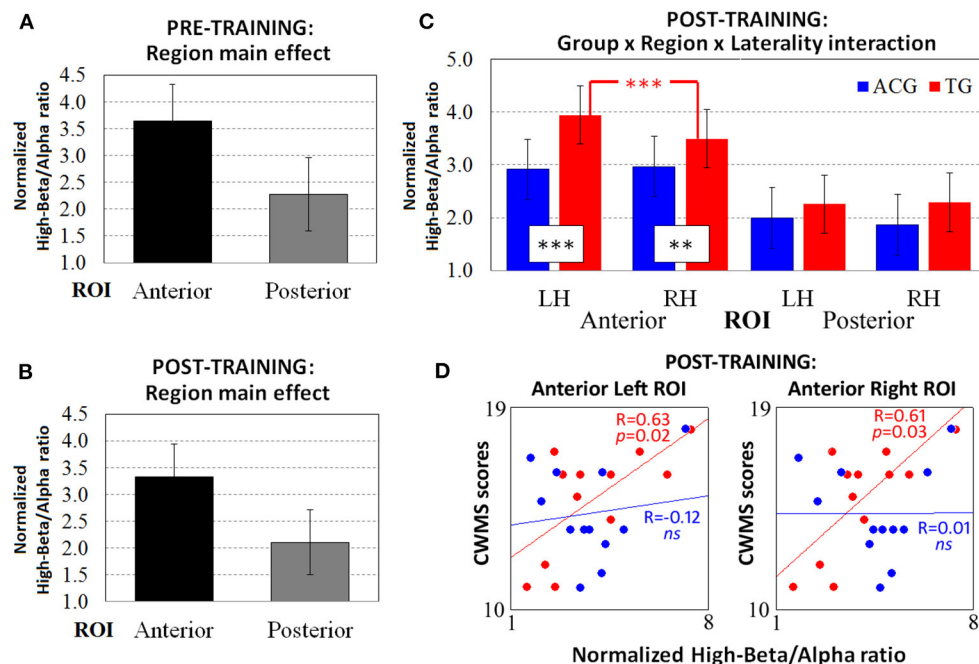 A
PRE-TRAINING:
Region main effect
Normalized
High-Beta/Alpha ratio
4.5
4.0
3.5
3.0
2.5
2.0
1.5
1.0
ROI Anterior Posterior
B
POST-TRAINING:
Region main effect
Normalized
High-Beta/Alpha ratio
4.5
4.0
3.5
3.0
2.5
2.0
1.5
1.0
ROI Anterior Posterior
C
POST-TRAINING:
Group x Region x Laterality interaction
Normalized
High-Beta/Alpha ratio
5.0
4.0
3.0
2.0
1.0
ACG TG
***
*** **
LH RH LH RH
Anterior ROI Posterior
D
POST-TRAINING:
Anterior Left ROI
CWMS scores
19
10
R=0.63
p=0.02
R=-0.12
ns
1 8
Anterior Right ROI
CWMS scores
19
10
R=0.61
p=0.03
R=0.01
ns
1 8
Normalized High-Beta/Alpha ratio